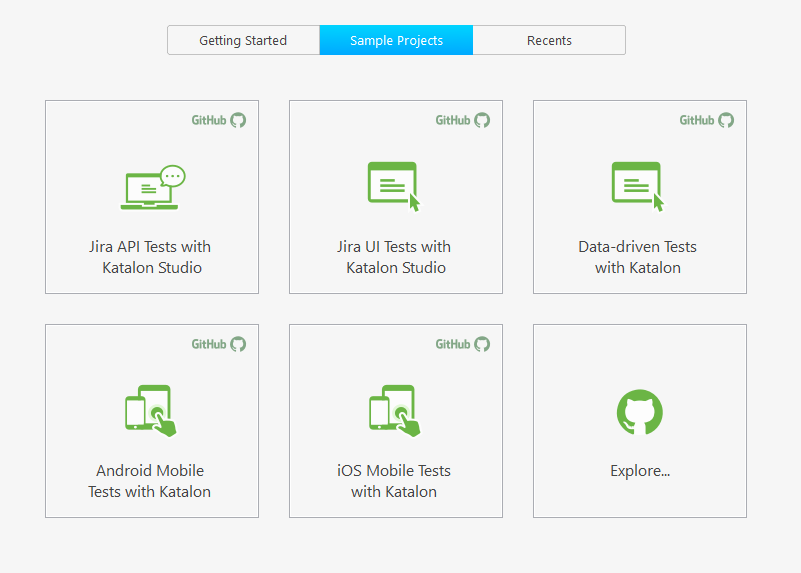 Getting Started
Sample Projects
Recents
GitHub
Jira API Tests with
Katalon Studio
GitHub
Jira UI Tests with
Katalon Studio
GitHub
Data-driven Tests
with Katalon
GitHub
Android Mobile
Tests with Katalon
GitHub
iOS Mobile Tests
with Katalon
Explore...